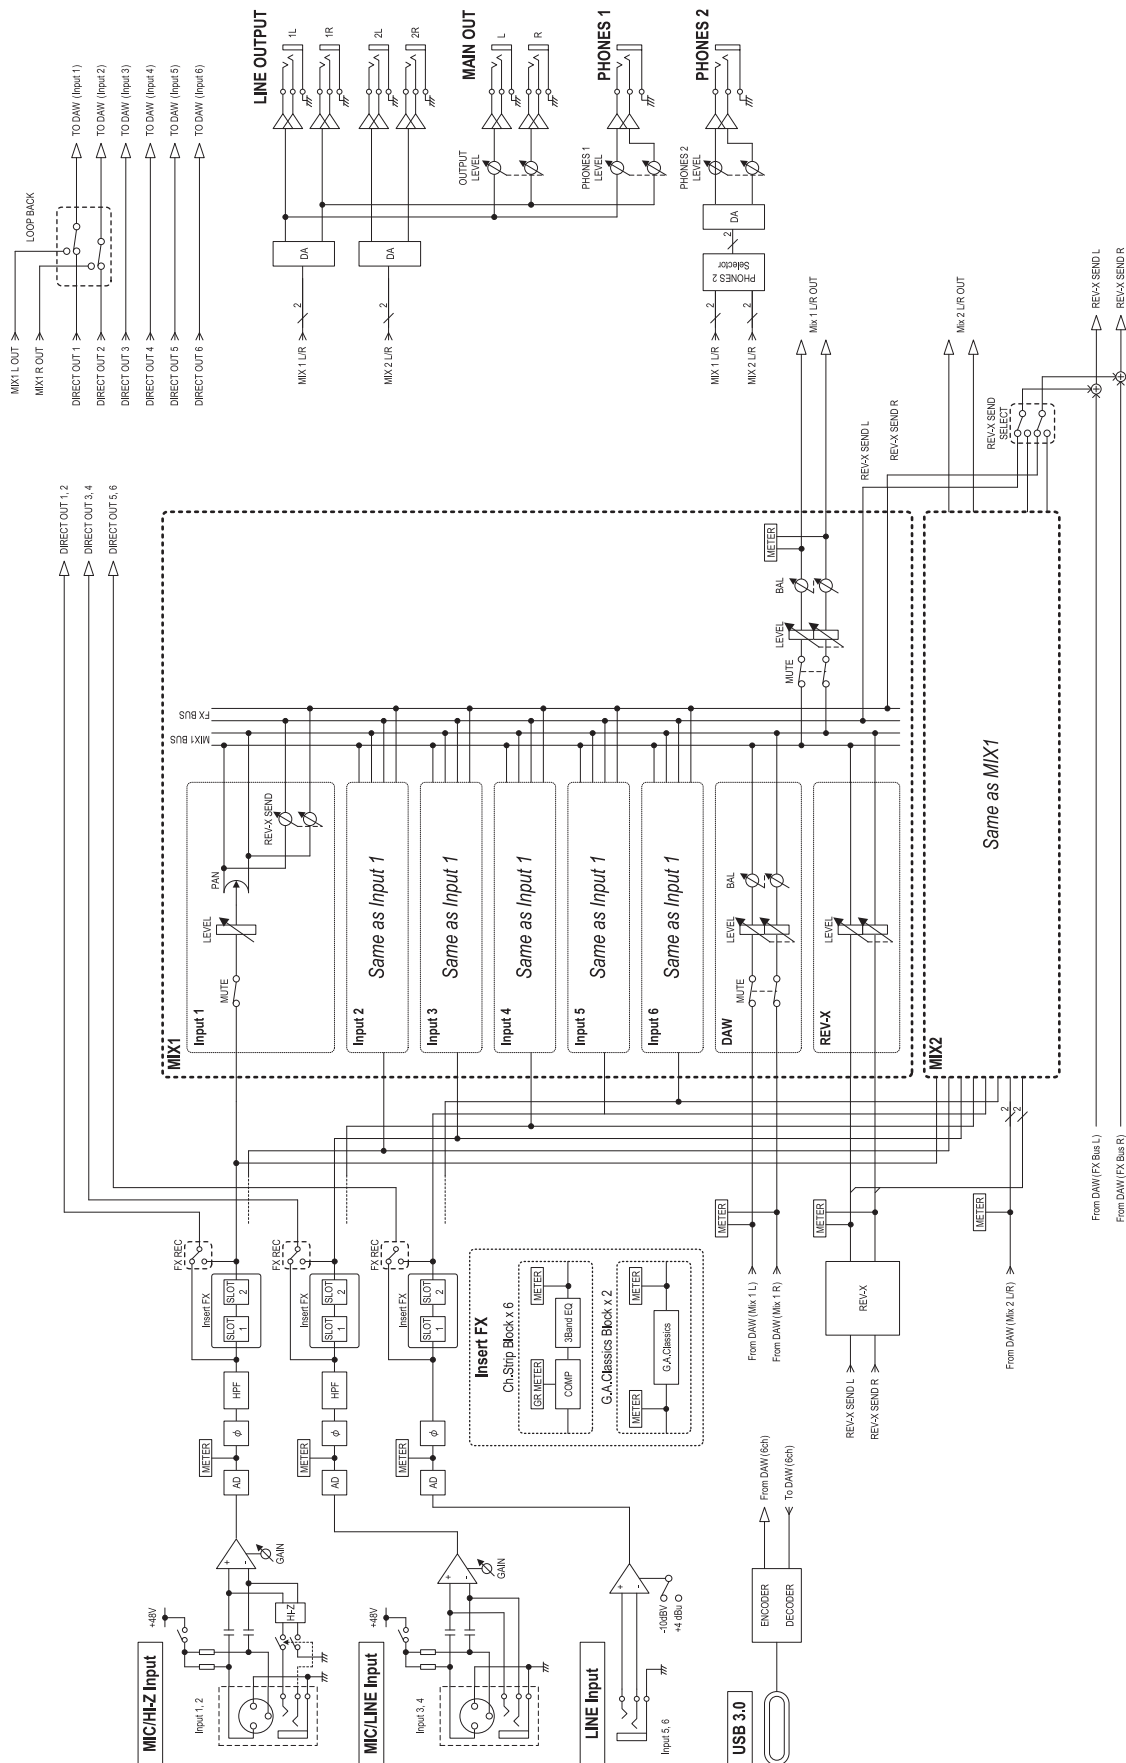 MIC/HI-Z Input
Input 1, 2
+48V
HI-Z
+
-
GAIN
AD
METER
ϕ
HPF
Insert FX
SLOT 1
SLOT 2
FX REC
MIC/LINE Input
Input 3, 4
+48V
+
-
GAIN
AD
METER
ϕ
HPF
Insert FX
SLOT 1
SLOT 2
FX REC
LINE Input
Input 5, 6
+
-
-10dBV
+4 dBu
AD
METER
ϕ
Insert FX
SLOT 1
SLOT 2
FX REC
USB 3.0
ENCODER
DECODER
From DAW (6ch)
To DAW (6ch)
Insert FX
Ch.Strip Block x 6
GR METER
METER
COMP
3Band EQ
G.A.Classics Block x 2
METER
METER
G.A.Classics
From DAW (Mix 1 L)
From DAW (Mix 1 R)
METER
REV-X SEND L
REV-X SEND R
REV-X
METER
From DAW (Mix 2 L/R)
METER
2
2
From DAW (FX Bus L)
From DAW (FX Bus R)
DIRECT OUT 1, 2
DIRECT OUT 3, 4
DIRECT OUT 5, 6
MIX1
Input 1
MUTE
LEVEL
PAN
REV-X SEND
MIX1 BUS
FX BUS
Input 2
Same as Input 1
Input 3
Same as Input 1
Input 4
Same as Input 1
Input 5
Same as Input 1
Input 6
Same as Input 1
DAW
MUTE
LEVEL
BAL
REV-X
LEVEL
MUTE
LEVEL
BAL
METER
MIX2
Same as MIX1
REV-X SEND L
REV-X SEND R
REV-X SEND
SELECT
Mix 1 L/R OUT
Mix 2 L/R OUT
REV-X SEND L
REV-X SEND R
MIX1 L OUT
MIX1 R OUT
DIRECT OUT 1
DIRECT OUT 2
DIRECT OUT 3
DIRECT OUT 4
DIRECT OUT 5
DIRECT OUT 6
LOOP BACK
TO DAW (Input 1)
TO DAW (Input 2)
TO DAW (Input 3)
TO DAW (Input 4)
TO DAW (Input 5)
TO DAW (Input 6)
MIX 1 L/R
2
DA
MIX 2 L/R
2
DA
LINE OUTPUT
1L
1R
2L
2R
OUTPUT
LEVEL
MAIN OUT
L
R
PHONES 1
LEVEL
PHONES 1
MIX 1 L/R
2
MIX 2 L/R
2
PHONES 2
Selector
2
DA
PHONES 2
LEVEL
PHONES 2